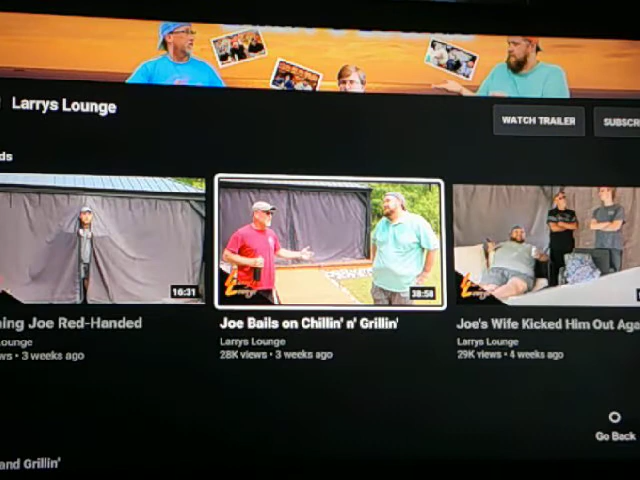 Larrys Lounge
WATCH TRAILER
SUBSCR
ds
16:31
38:58
ing Joe Red-Handed
Joe Bails on Chillin' n' Grillin'
Joe's Wife Kicked Him Out Aga
ounge
Larrys Lounge
Larrys Lounge
ws • 3 weeks ago
28K views • 3 weeks ago
29K views • 4 weeks ago
Go Back
and Grillin'